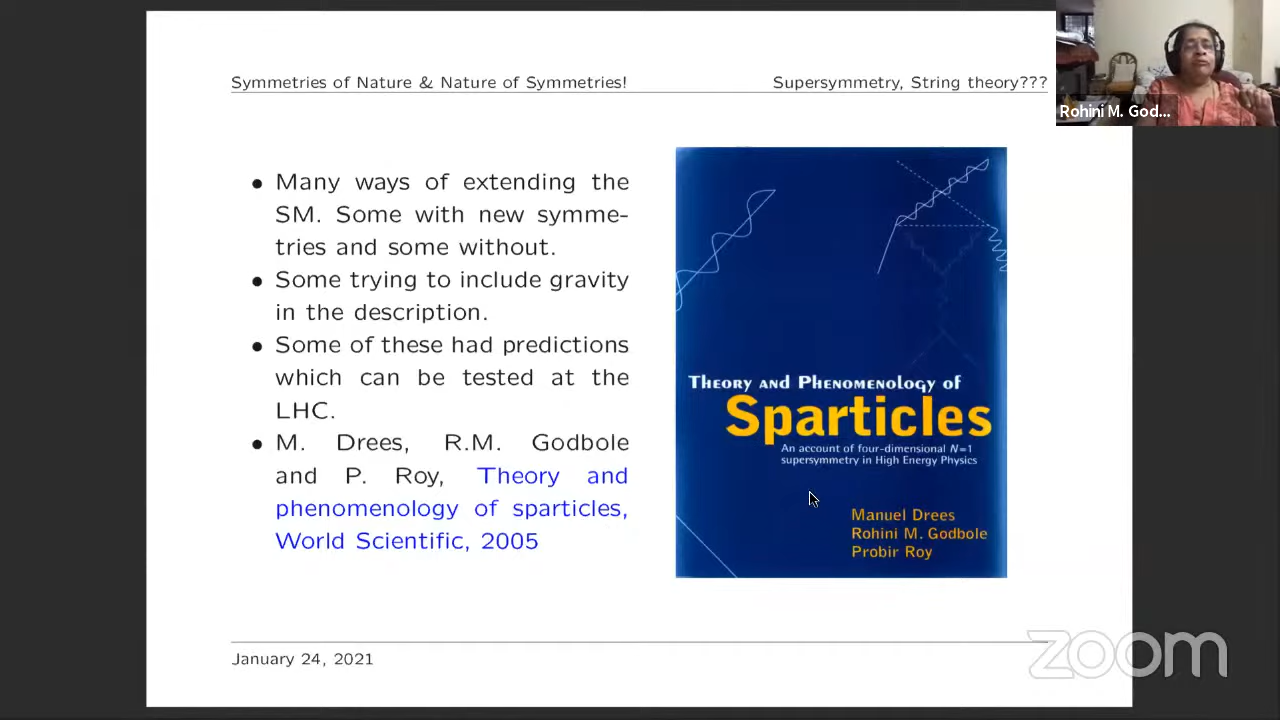 Symmetries of Nature & Nature of Symmetries!
Supersymmetry, String theory???
Rohini M. God...
• Many ways of extending the
SM. Some with new symme-
tries and some without.
• Some trying to include gravity
in the description.
• Some of these had predictions
which can be tested at the
LHC.
• M. Drees, R.M. Godbole
and P. Roy, Theory and
phenomenology of sparticles,
World Scientific, 2005
Theory and Phenomenology of
Sparticles
An account of four-dimensional N=1
supersymmetry in High Energy Physics
Manuel Drees
Rohini M. Godbole
Probir Roy
January 24, 2021
zoom